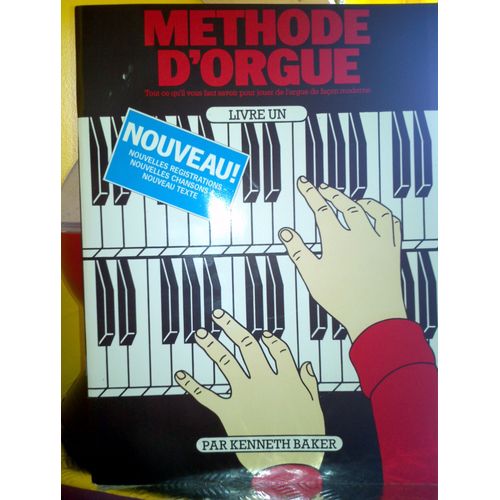 METHODE
D'ORGUE
Tout ce qu'il vous faut savoir pour jouer de l'orgue de façon moderne
LIVRE UN
NOUVEAU!
NOUVELLES REGISTRATIONS
NOUVELLES CHANSONS
NOUVEAU TEXTE
PAR KENNETH BAKER